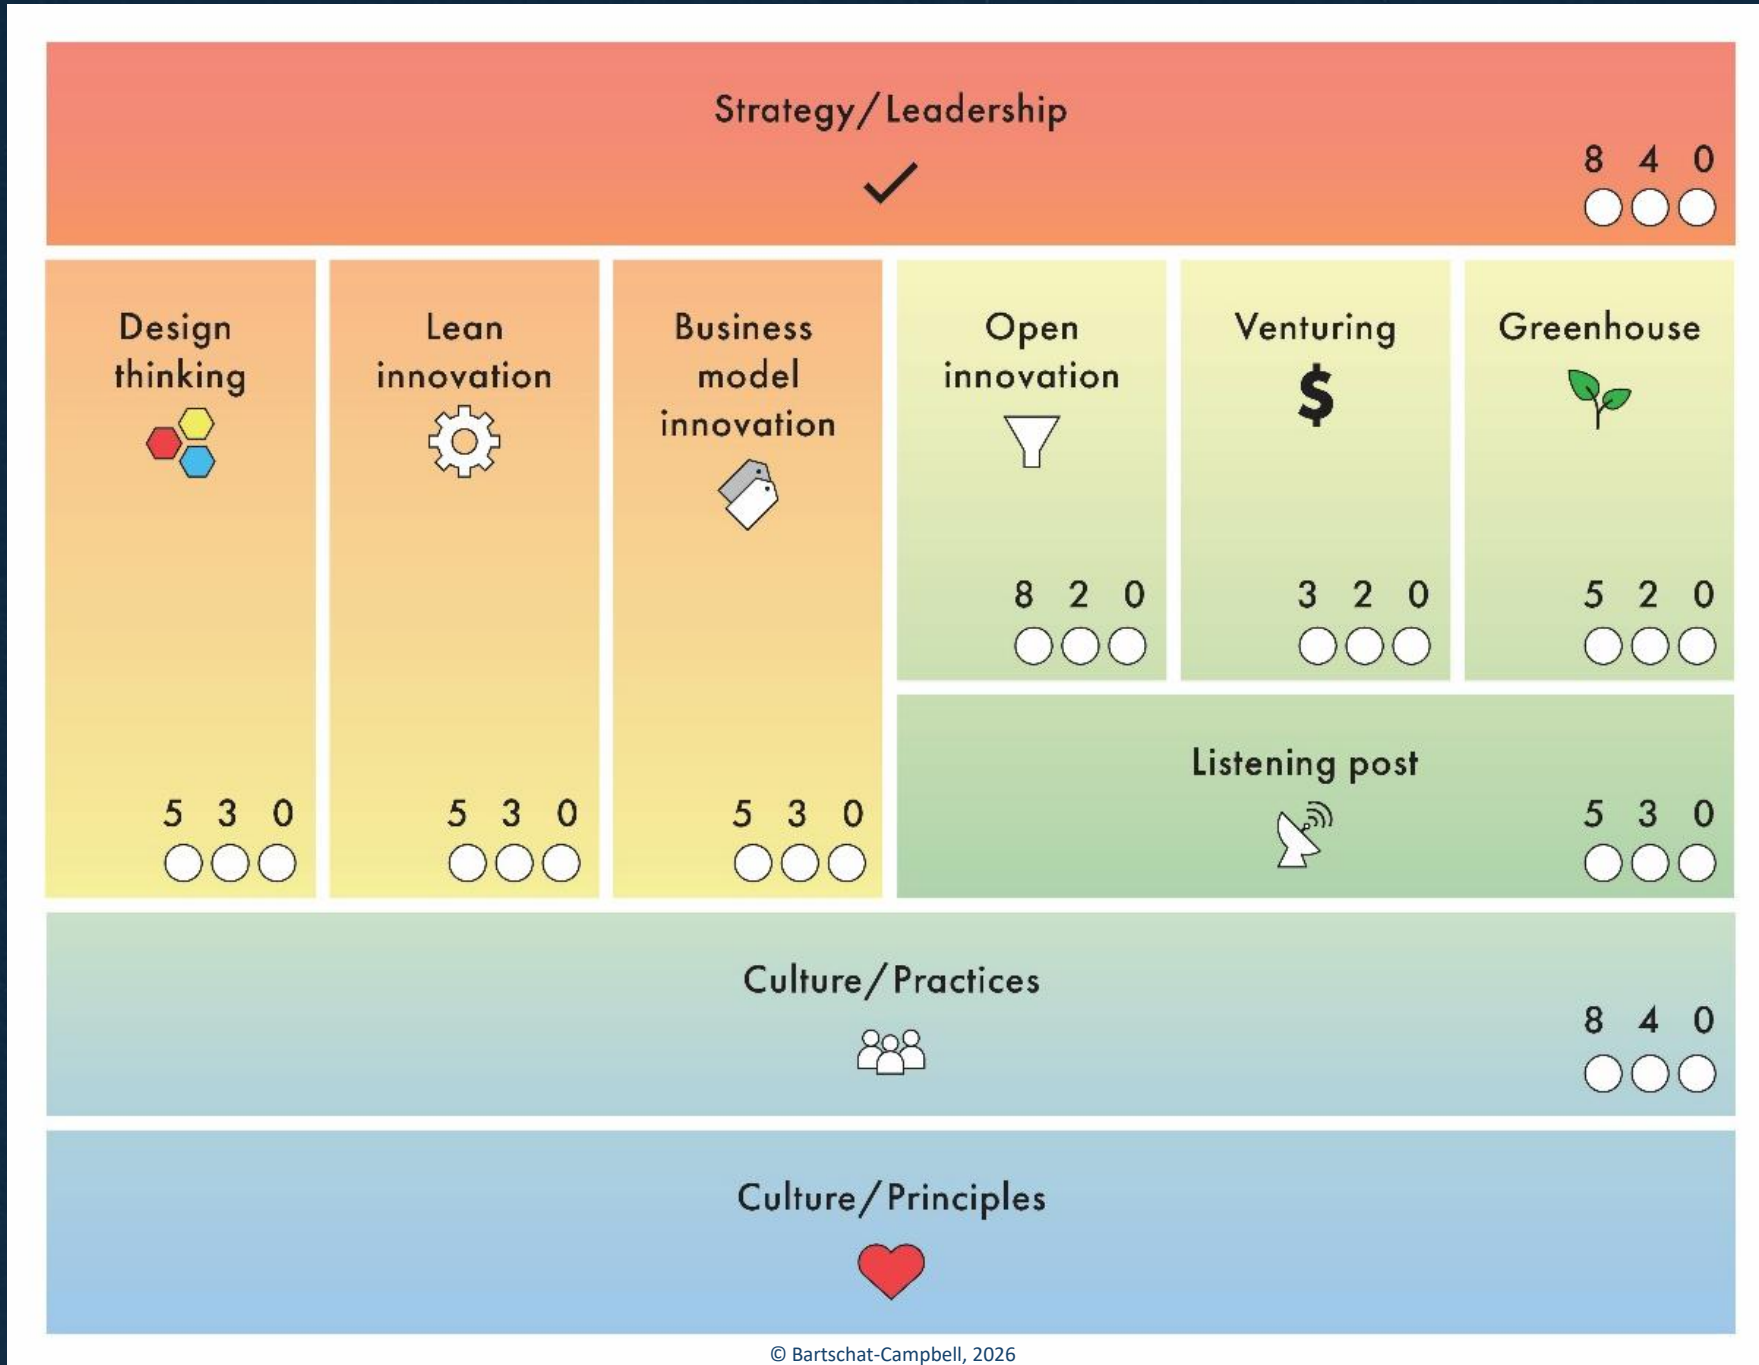 Strategy/Leadership
8 4 0
Design
thinking
5 3 0
Lean
innovation
5 3 0
Business
model
innovation
5 3 0
Open
innovation
8 2 0
Venturing
$
3 2 0
Greenhouse
5 2 0
Listening post
5 3 0
Culture/Practices
8 4 0
Culture/Principles
© Bartschat-Campbell, 2026